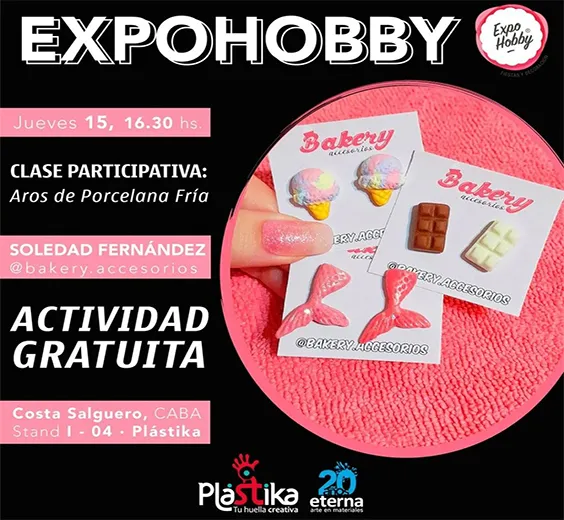 EXPOHOBBY
Expo
Hobby
Jueves 15, 16.30 hs.
CLASE PARTICIPATIVA:
Aros de Porcelana Fría
SOLEDAD FERNÁNDEZ
@bakery.accesorios
ACTIVIDAD
GRATUITA
Costa Salguero, CABA
Stand I - 04 - Plástika
Bakery
accesorios
Bakery
accesorios
@BAKERY.ACCESORIOS
@BAKERY.ACCESORIOS
Plástika
Tu huella creativa
20 años
eterna
arte en materiales